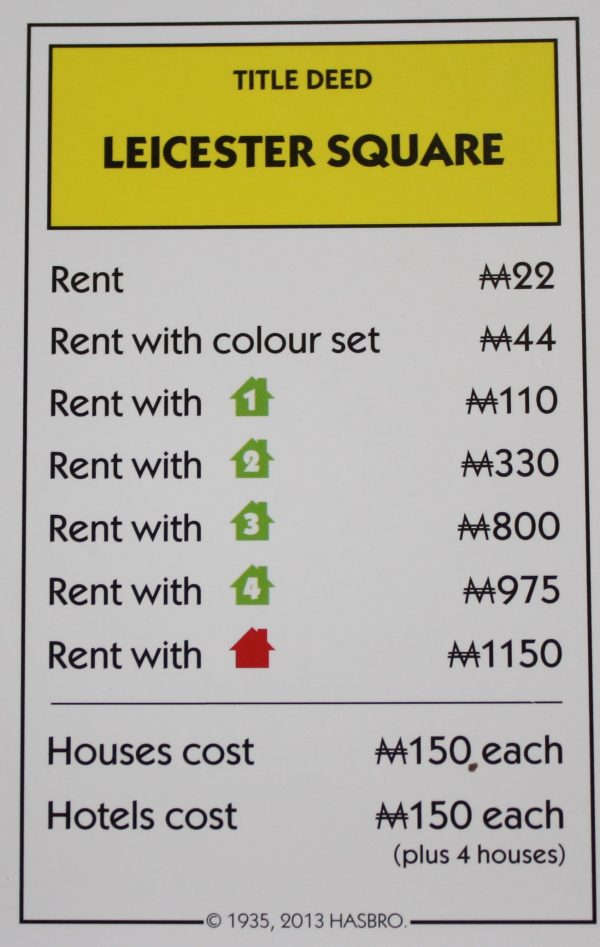 TITLE DEED
LEICESTER SQUARE
Rent ₩22
Rent with colour set ₩44
Rent with 1 ₩110
Rent with 2 ₩330
Rent with 3 ₩800
Rent with 4 ₩975
Rent with ₩1150
Houses cost ₩150 each
Hotels cost ₩150 each
(plus 4 houses)
© 1935, 2013 HASBRO.